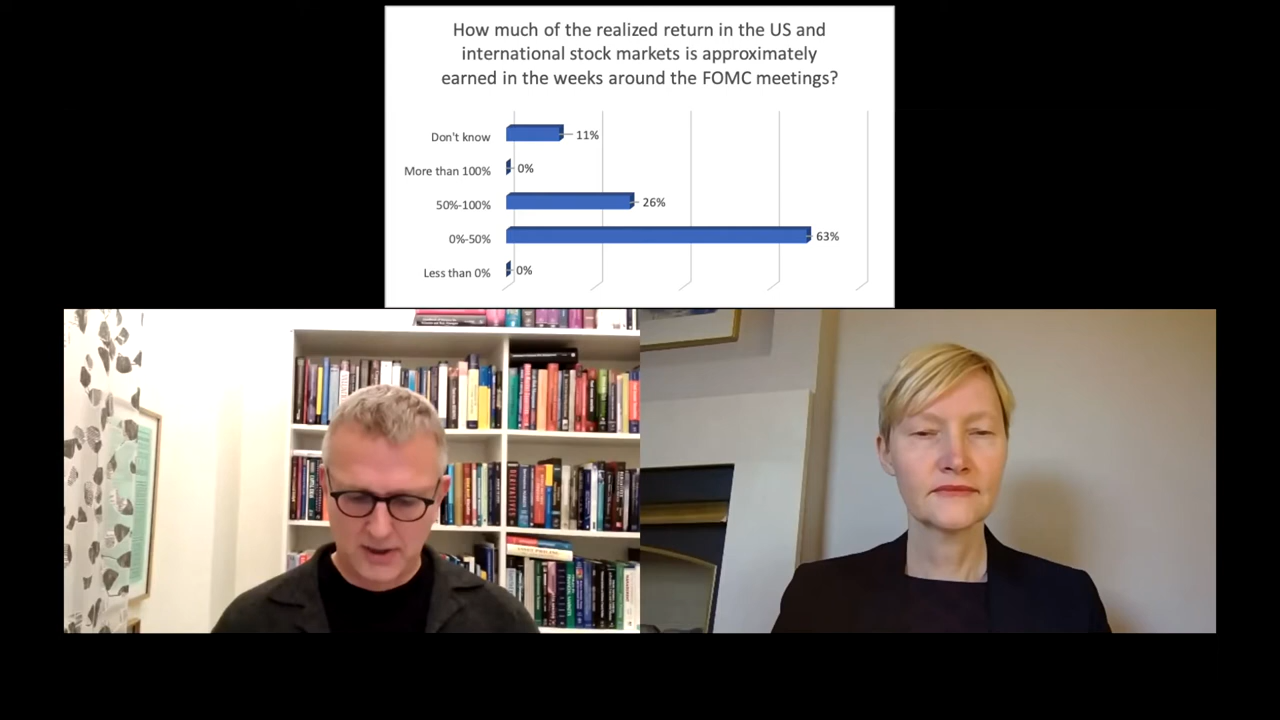 How much of the realized return in the US and
international stock markets is approximately
earned in the weeks around the FOMC meetings?
Don't know
11%
More than 100%
0%
50%-100%
26%
0%-50%
63%
Less than 0%
0%
DERIVATIVES